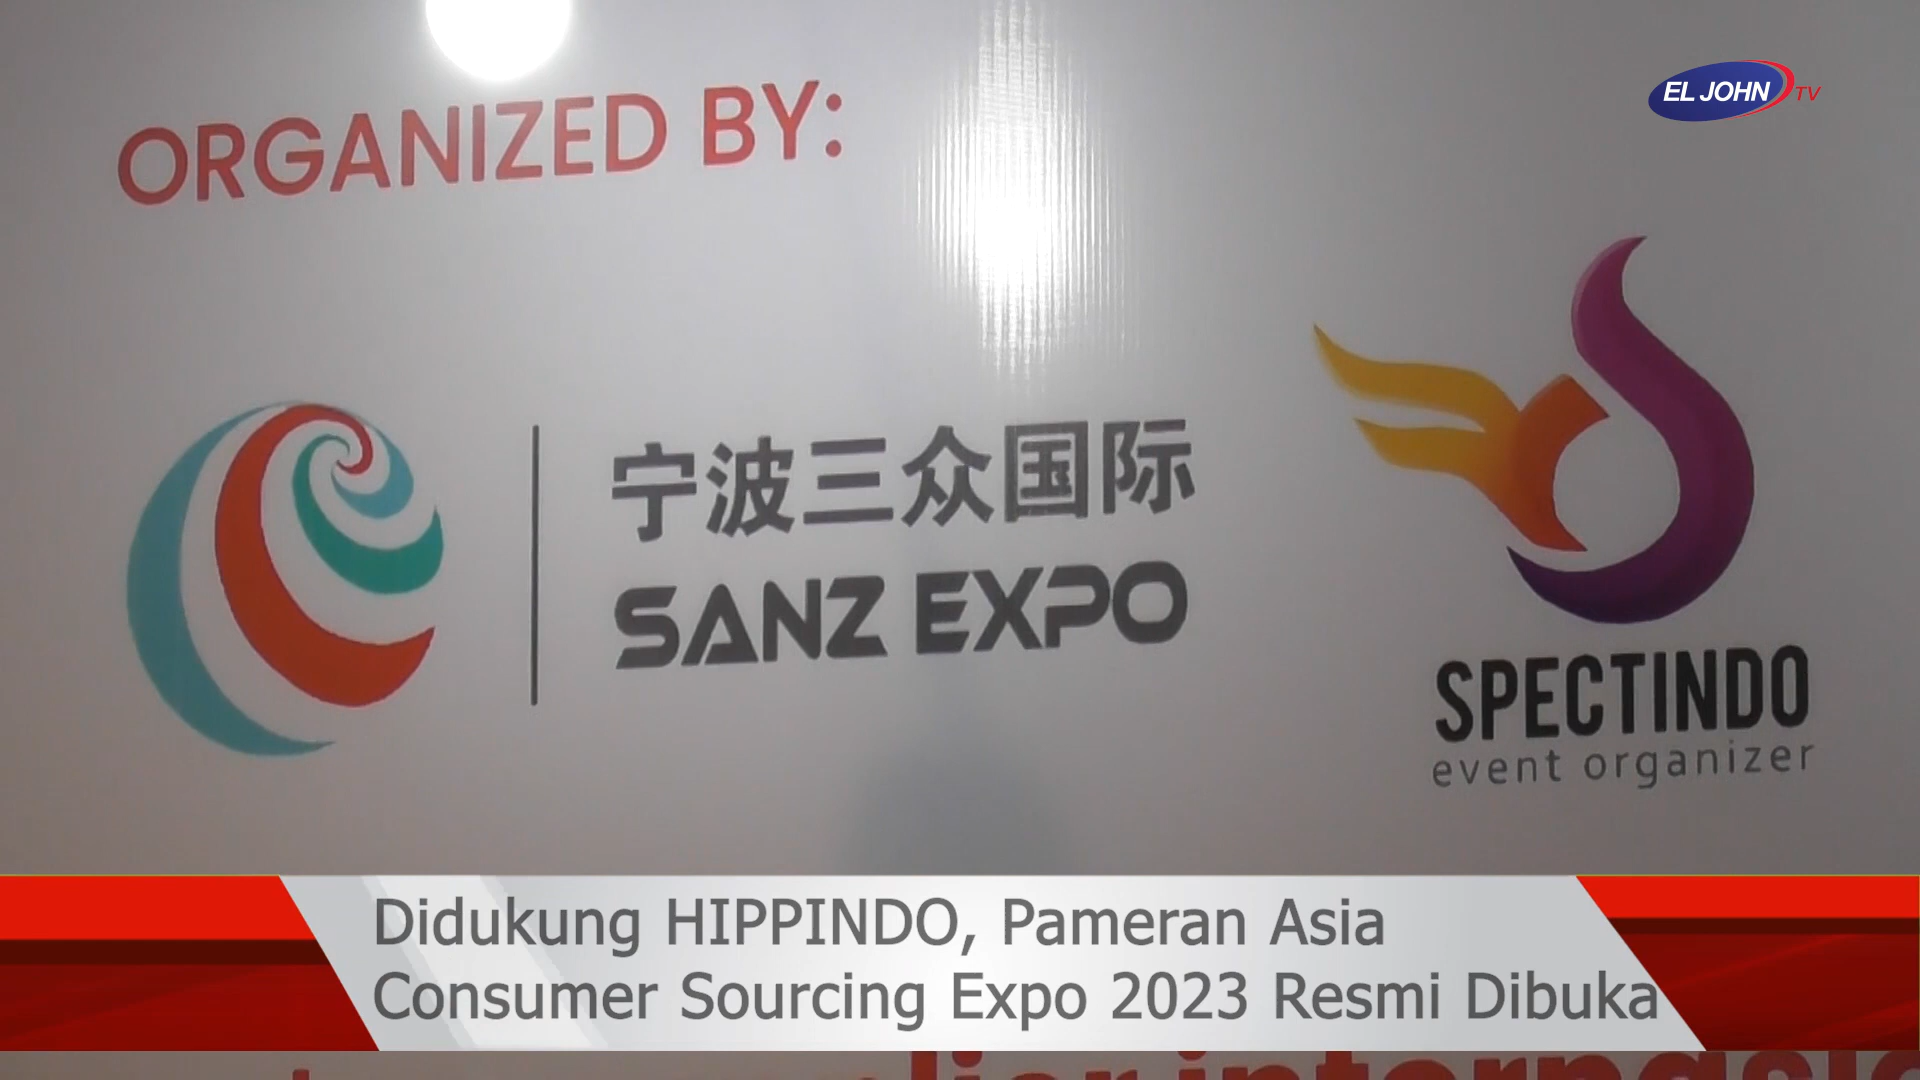 EL JOHN TV
ORGANIZED BY:
宁波三众国际
SANZ EXPO
SPECTINDO
event organizer
Didukung HIPPINDO, Pameran Asia
Consumer Sourcing Expo 2023 Resmi Dibuka